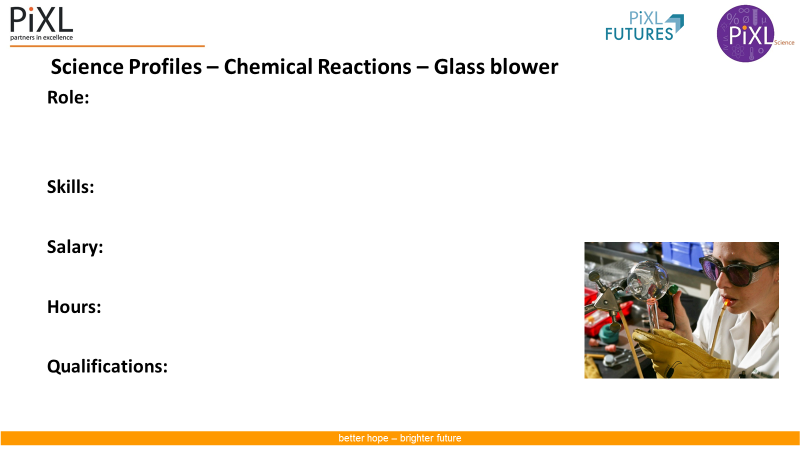 PiXL
partners in excellence
PiXL
FUTURES
PiXL
Science
Science Profiles – Chemical Reactions – Glass blower
Role:
Skills:
Salary:
Hours:
Qualifications:
better hope – brighter future